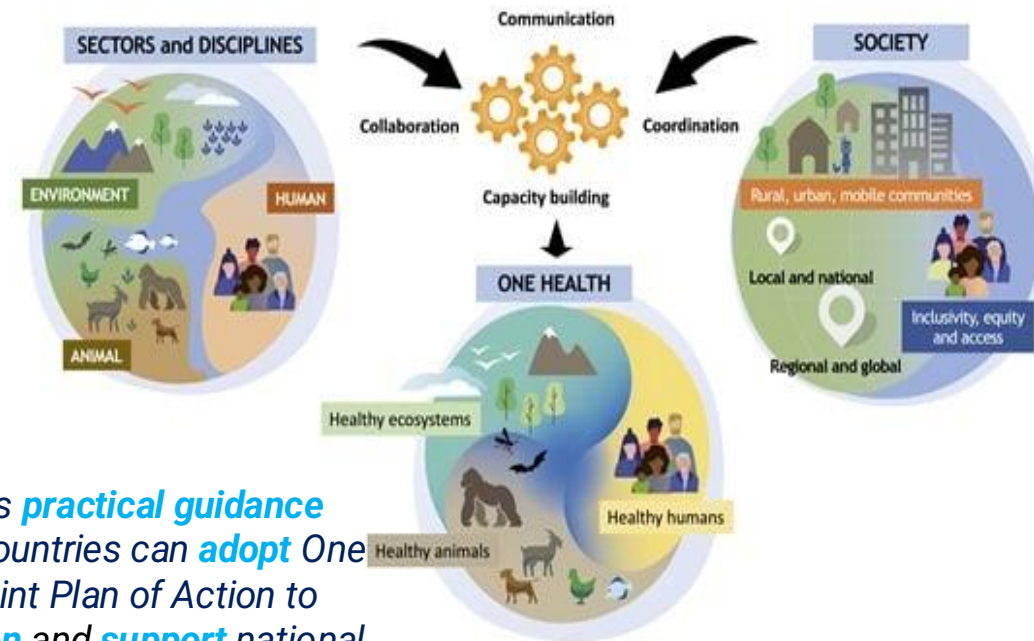 Communication
SECTORS and DISCIPLINES
SOCIETY
Collaboration
Coordination
ENVIRONMENT
HUMAN
Capacity building
Rural, urban, mobile communities
Local and national
ONE HEALTH
Inclusivity, equity
and access
ANIMAL
Regional and global
Healthy ecosystems
Healthy humans
Healthy animals
s practical guidance
ountries can adopt One
int Plan of Action to
n and support national